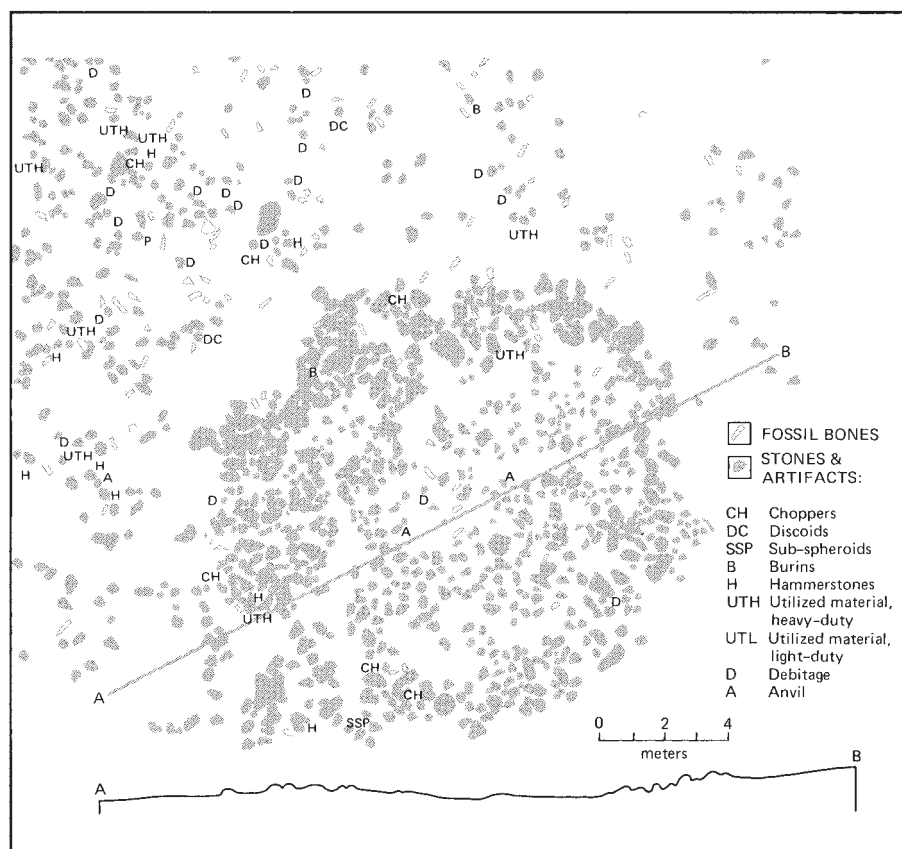 D
D
B
DC
UTH
UTH
D
H
CH
UTH
D
D
D
D
D
D
D
D
UTH
P
D
H
CH
D
CH
D
UTH
DC
H
UTH
B
B
D
UTH
H
H
A
A
H
D
D
A
CH
H
D
UTH
CH
CH
A
H
SSP
FOSSIL BONES
STONES &
ARTIFACTS:
CH Choppers
DC Discoids
SSP Sub-spheroids
B Burins
H Hammerstones
UTH Utilized material,
heavy-duty
UTL Utilized material,
light-duty
D Debitage
A Anvil
0 2 4
meters
A B